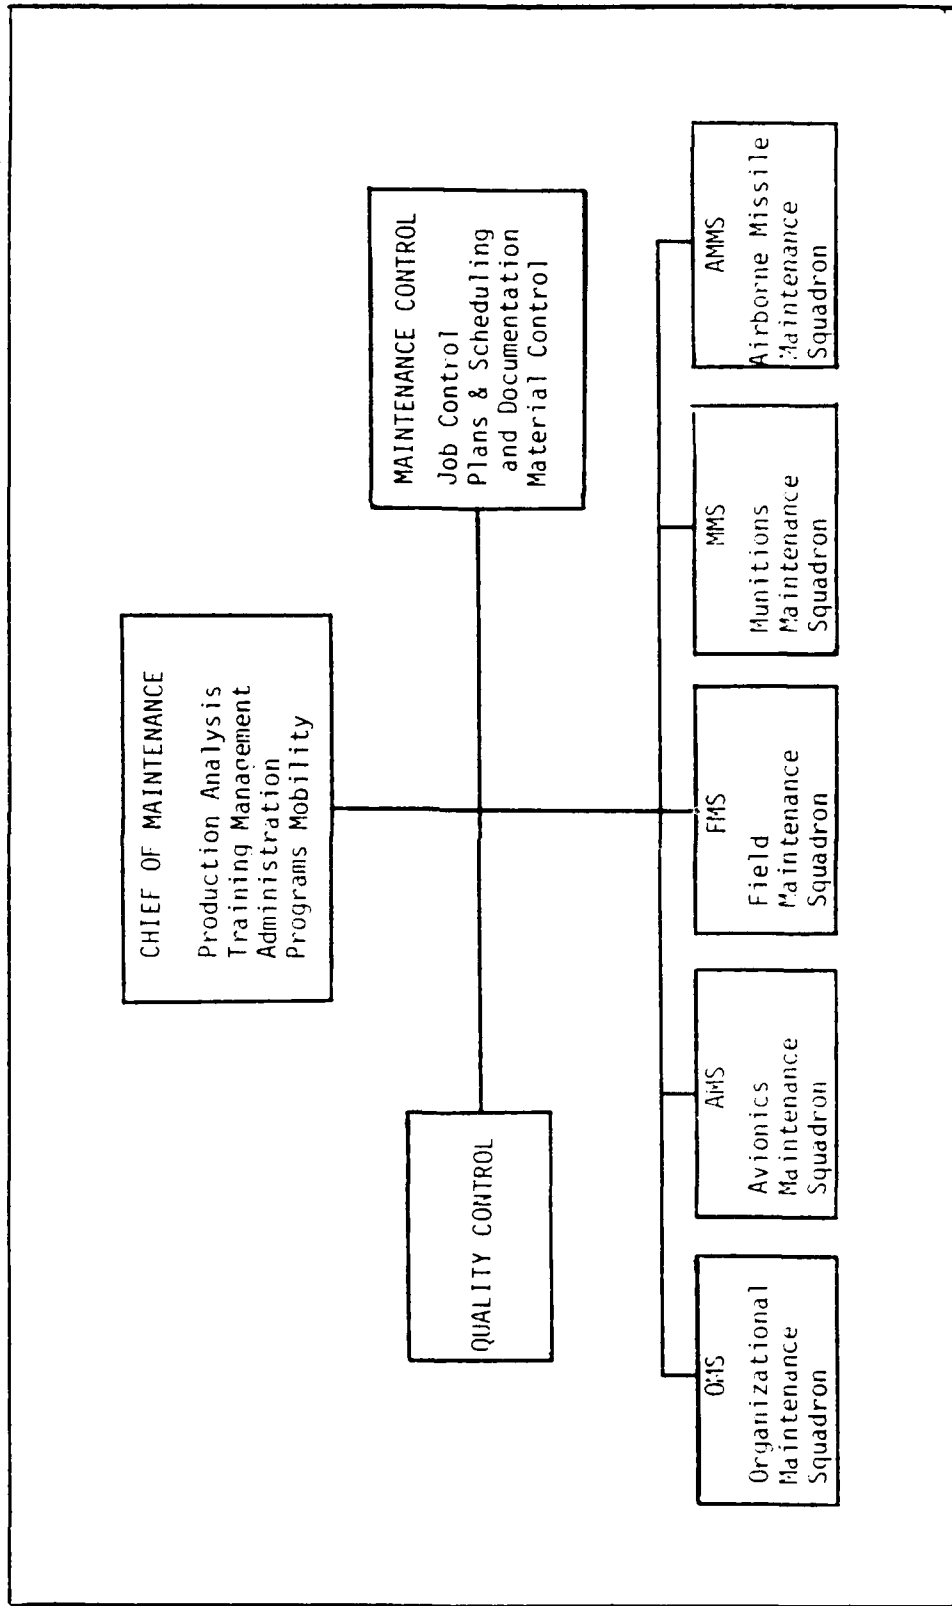 CHIEF OF MAINTENANCE
Production Analysis
Training Management
Administration
Programs Mobility
QUALITY CONTROL
MAINTENANCE CONTROL
Job Control
Plans & Scheduling
and Documentation
Material Control
OMS
Organizational
Maintenance
Squadron
AMS
Avionics
Maintenance
Squadron
FMS
Field
Maintenance
Squadron
MMS
Munitions
Maintenance
Squadron
AMMS
Airborne Missile
Maintenance
Squadron